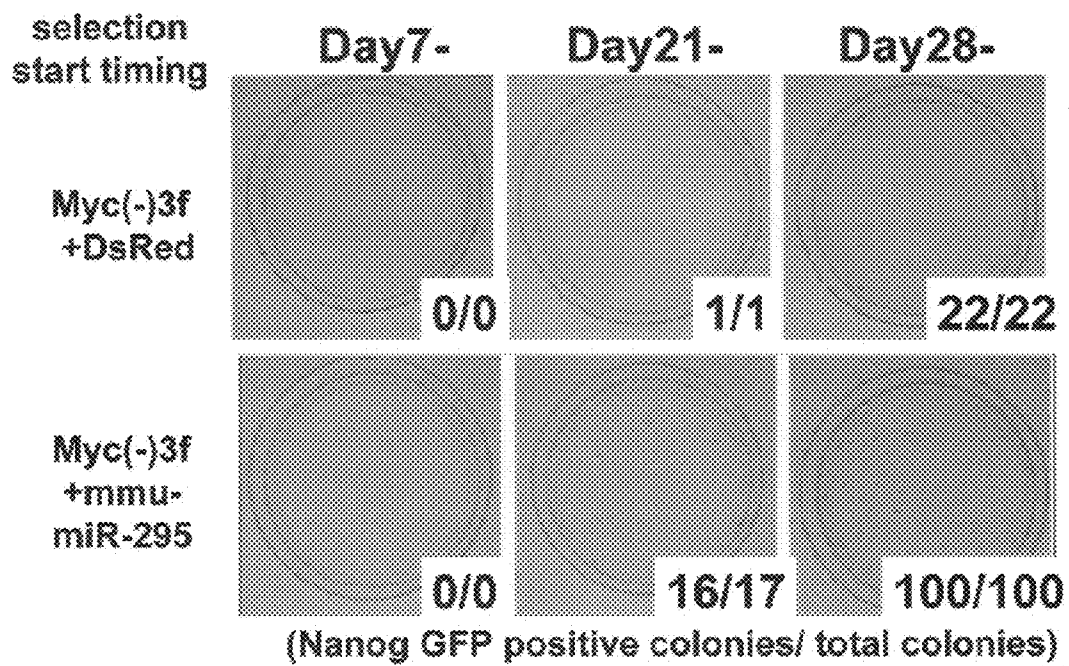 selection
start timing
Day7-
Day21-
Day28-
Myc(-)3f
+DsRed
0/0
1/1
22/22
Myc(-)3f
+mmu-
miR-295
0/0
16/17
100/100
(Nanog GFP positive colonies/ total colonies)